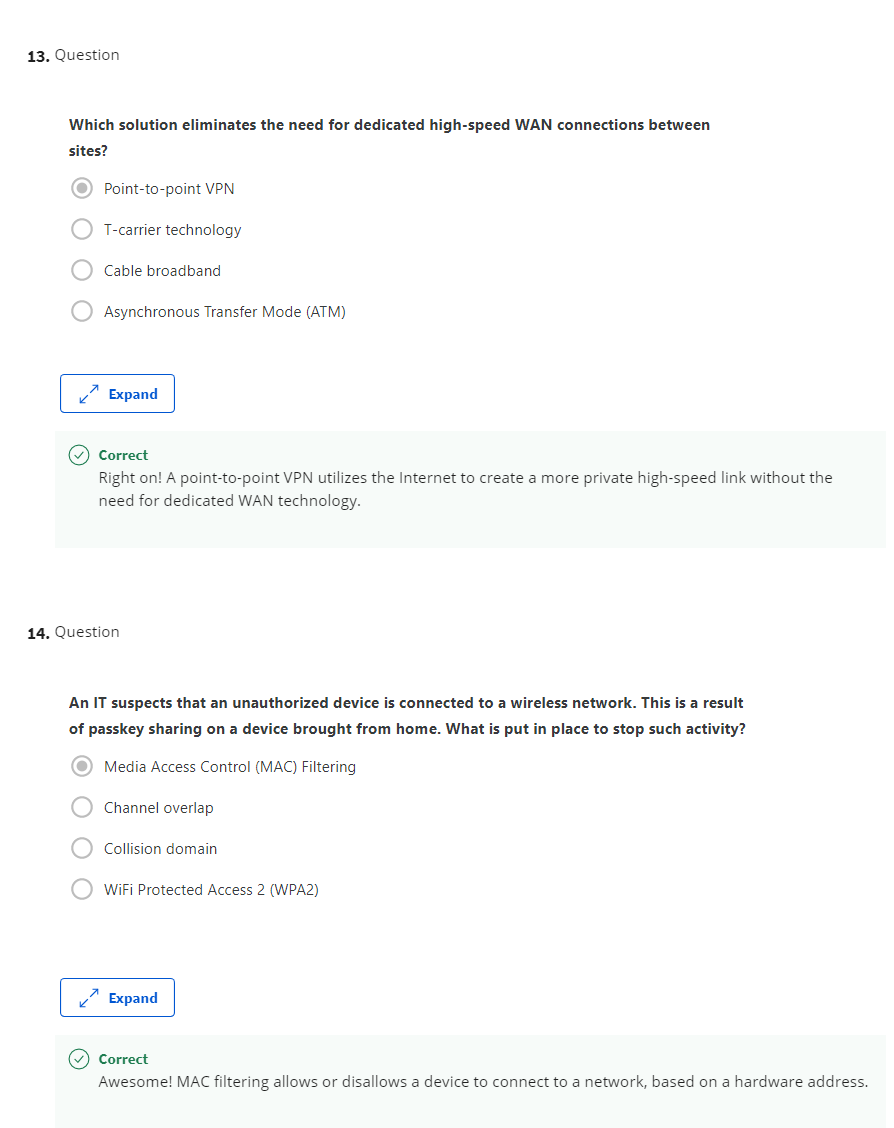 13. Question
Which solution eliminates the need for dedicated high-speed WAN connections between
sites?
Point-to-point VPN
T-carrier technology
Cable broadband
Asynchronous Transfer Mode (ATM)
Expand
Correct
Right on! A point-to-point VPN utilizes the Internet to create a more private high-speed link without the
need for dedicated WAN technology.
14. Question
An IT suspects that an unauthorized device is connected to a wireless network. This is a result
of passkey sharing on a device brought from home. What is put in place to stop such activity?
Media Access Control (MAC) Filtering
Channel overlap
Collision domain
WiFi Protected Access 2 (WPA2)
Expand
Correct
Awesome! MAC filtering allows or disallows a device to connect to a network, based on a hardware address.